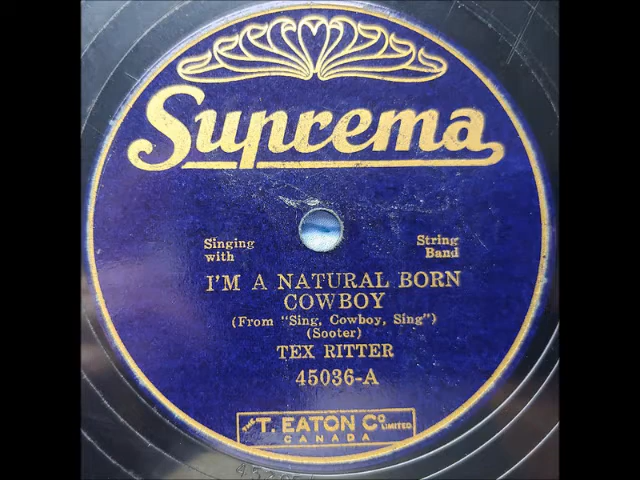 Suprema
Singing with
String Band
I'M A NATURAL BORN
COWBOY
(From "Sing, Cowboy, Sing")
(Sooter)
TEX RITTER
45036-A
THE T. EATON Co LIMITED
CANADA